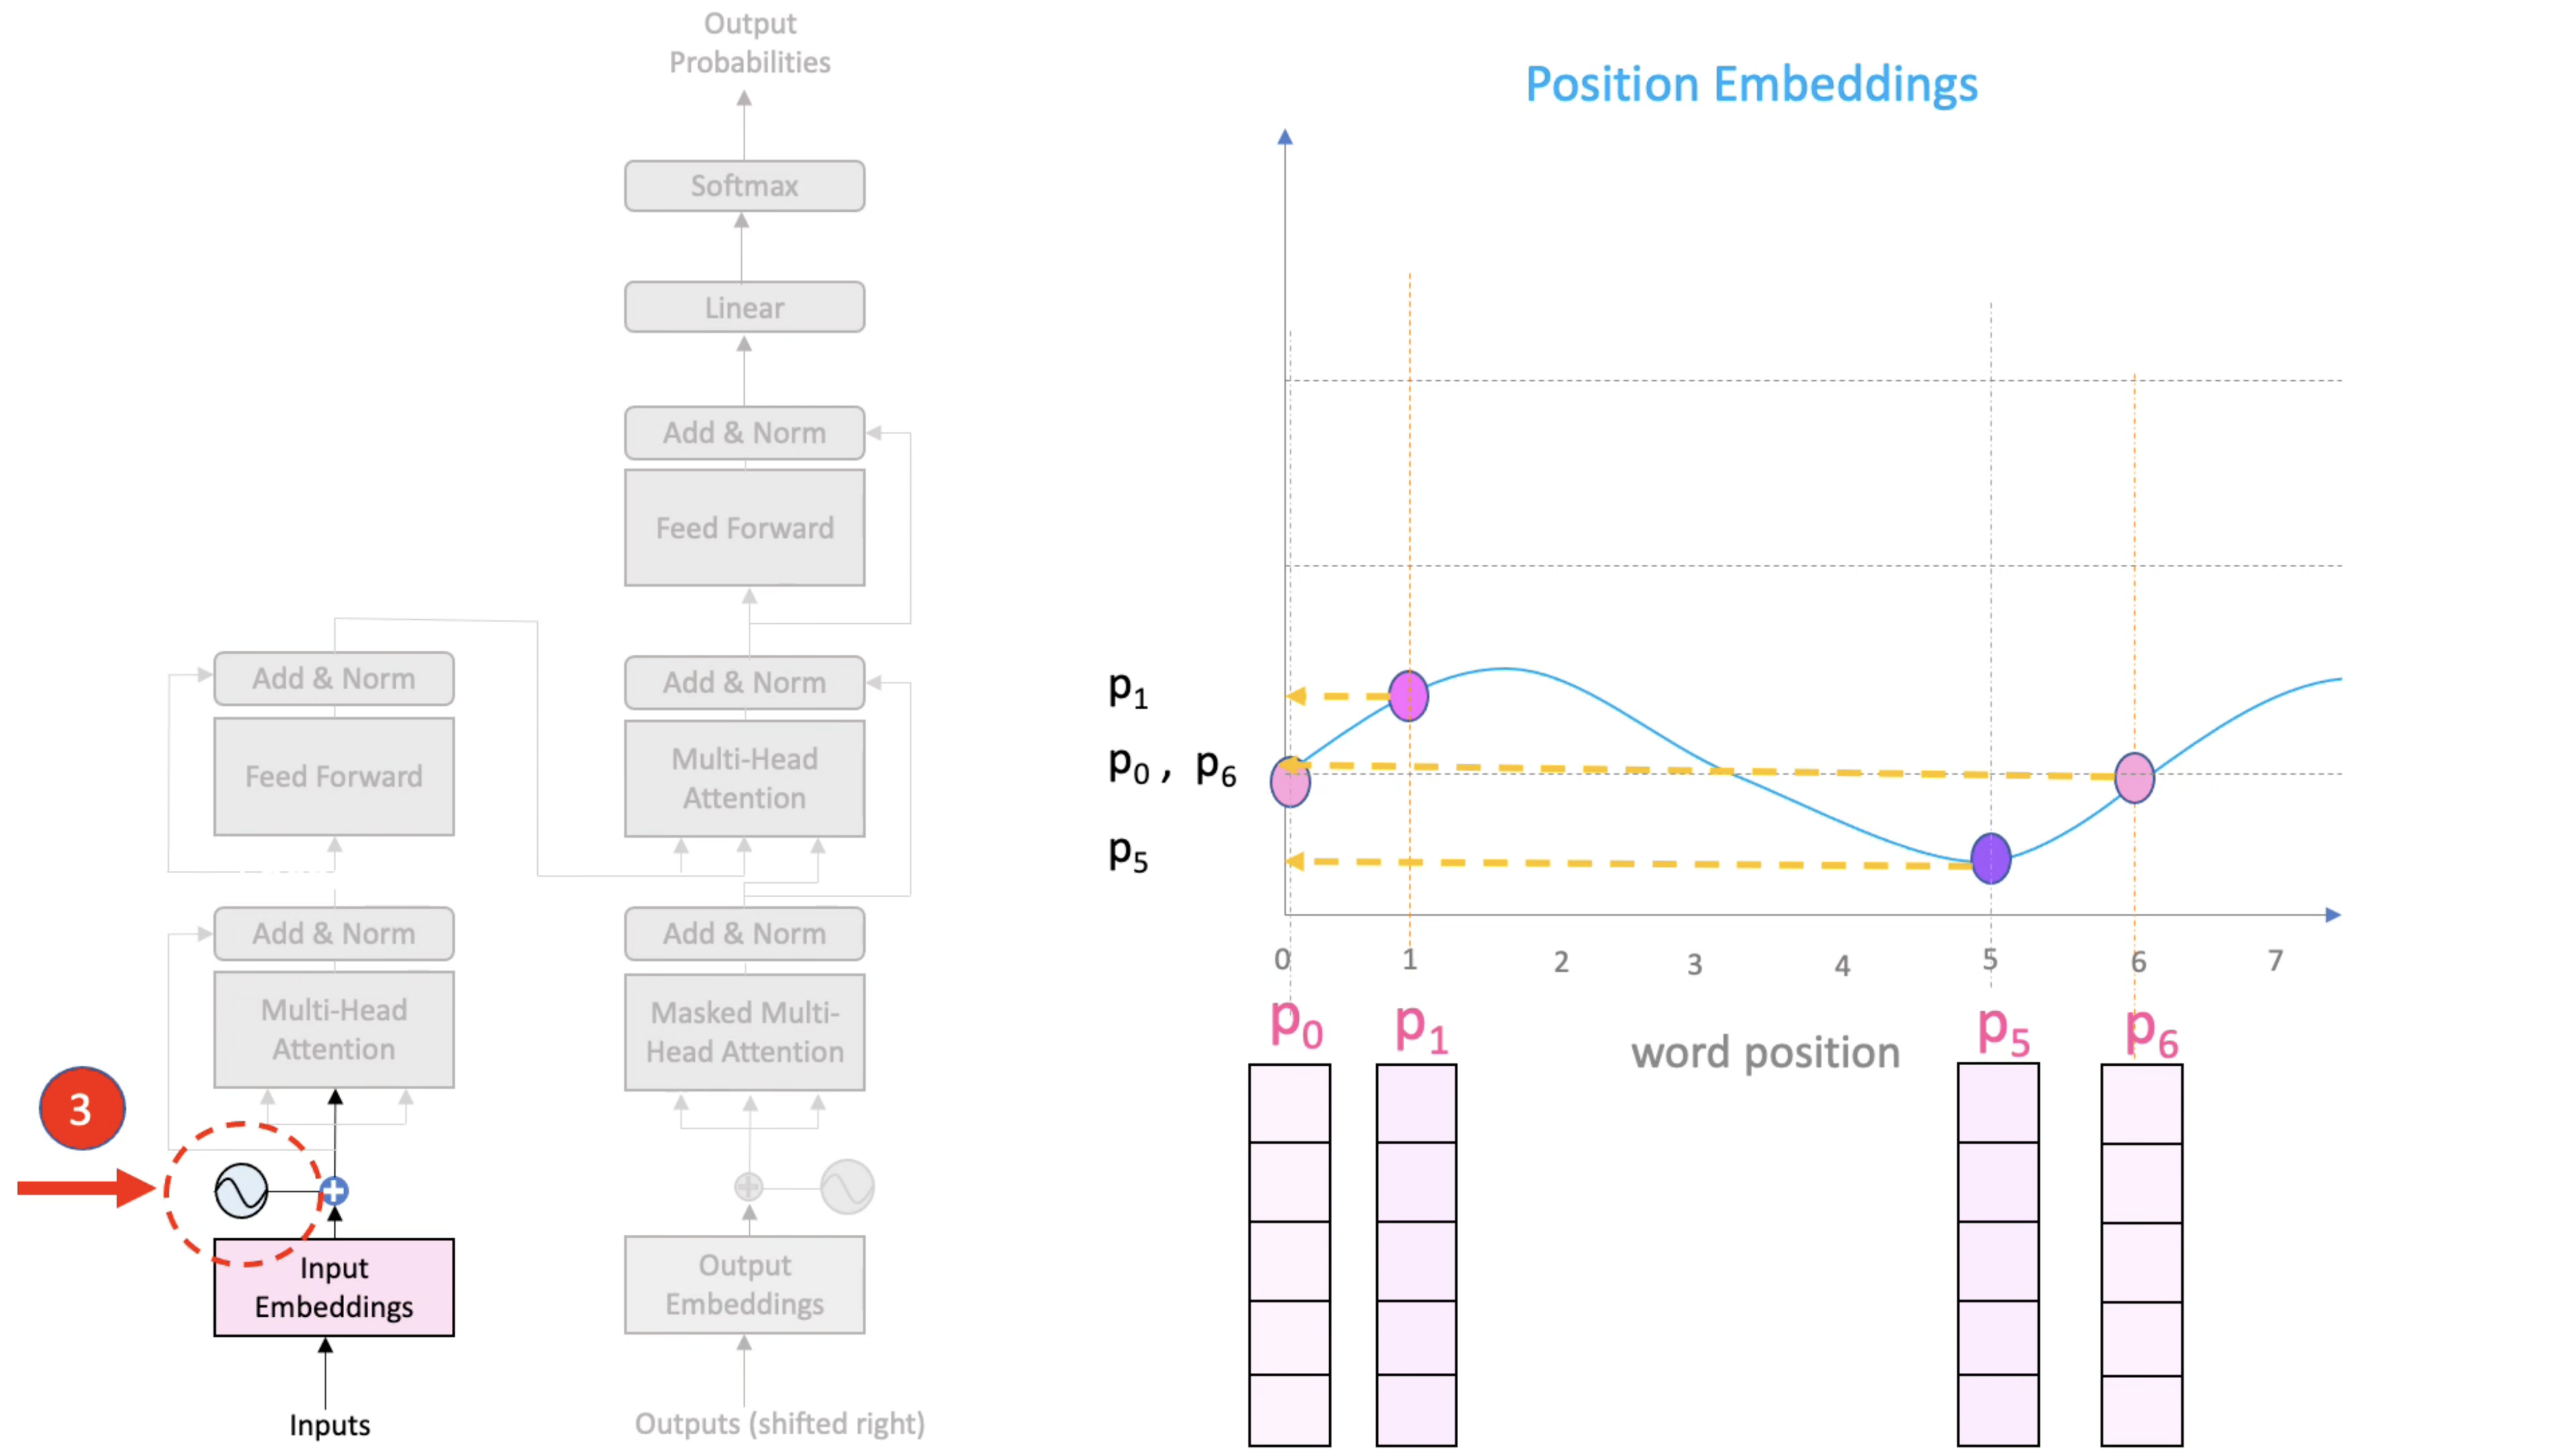 Output
Probabilities
Softmax
Linear
Add & Norm
Feed Forward
Add & Norm
Multi-Head
Attention
Add & Norm
Masked Multi-
Head Attention
Output
Embeddings
Outputs (shifted right)
Add & Norm
Feed Forward
Add & Norm
Multi-Head
Attention
3
Input
Embeddings
Inputs
Position Embeddings
p1
p0 , p6
p5
0 1 2 3 4 5 6 7
p0 p1 p5 p6
word position